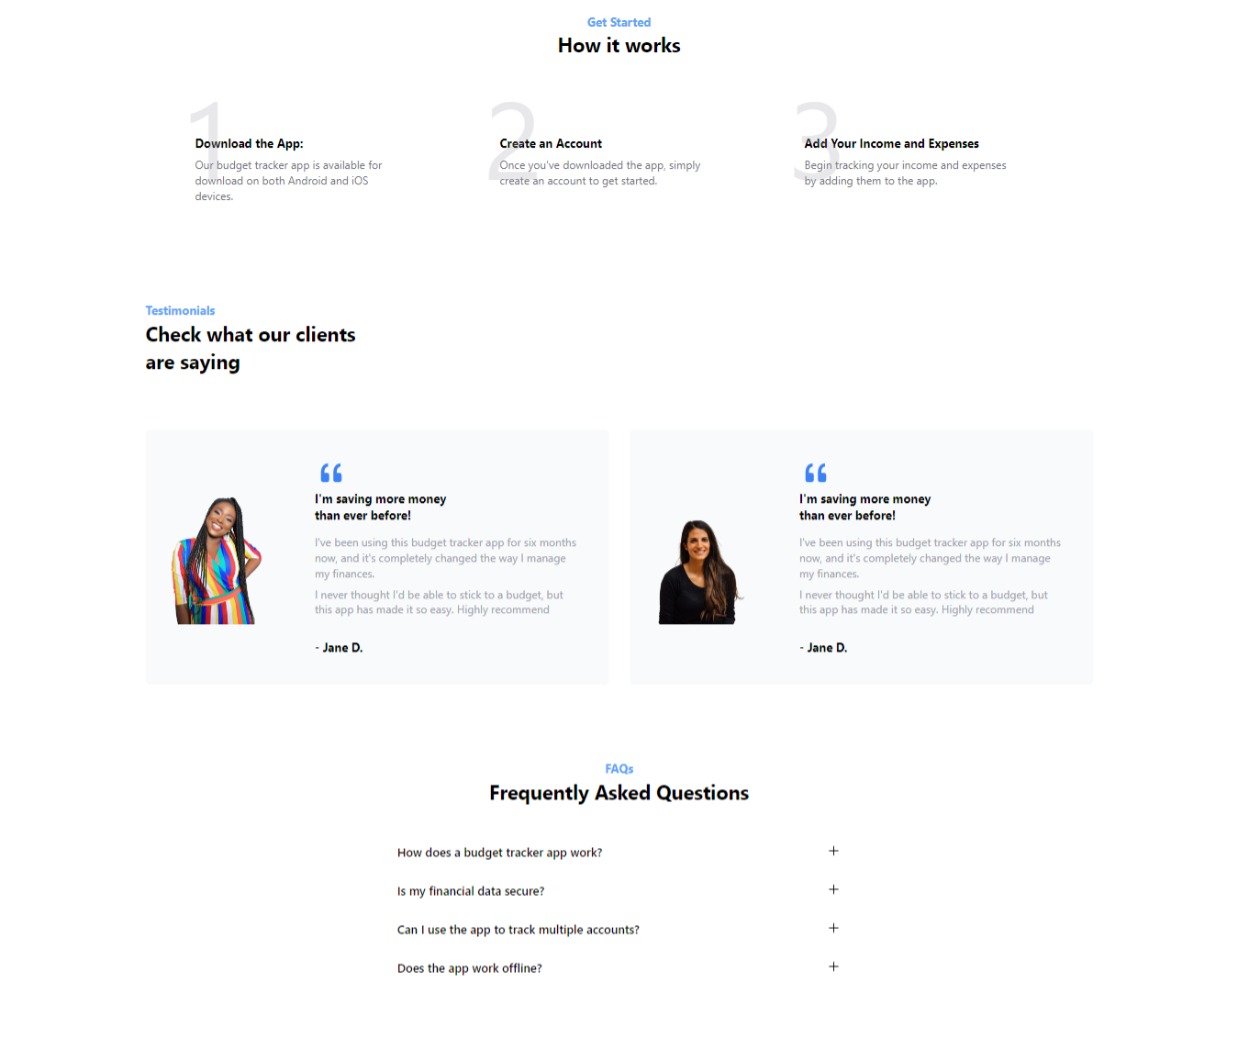 Get Started
How it works
1
Download the App:
Our budget tracker app is available for
download on both Android and iOS
devices.
2
Create an Account
Once you've downloaded the app, simply
create an account to get started.
3
Add Your Income and Expenses
Begin tracking your income and expenses
by adding them to the app.
Testimonials
Check what our clients
are saying
“
I'm saving more money
than ever before!
I've been using this budget tracker app for six months
now, and it's completely changed the way I manage
my finances.
I never thought I'd be able to stick to a budget, but
this app has made it so easy. Highly recommend
- Jane D.
“
I'm saving more money
than ever before!
I've been using this budget tracker app for six months
now, and it's completely changed the way I manage
my finances.
I never thought I'd be able to stick to a budget, but
this app has made it so easy. Highly recommend
- Jane D.
FAQs
Frequently Asked Questions
How does a budget tracker app work? +
Is my financial data secure? +
Can I use the app to track multiple accounts? +
Does the app work offline? +